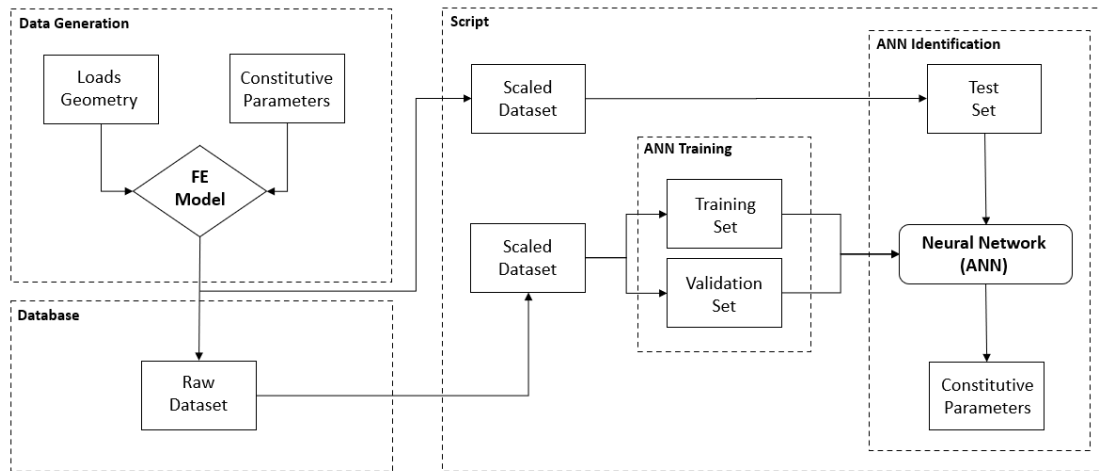 Data Generation
Loads
Geometry
Constitutive
Parameters
FE
Model
Database
Raw
Dataset
Script
Scaled
Dataset
Scaled
Dataset
ANN Training
Training
Set
Validation
Set
ANN Identification
Test
Set
Neural Network
(ANN)
Constitutive
Parameters